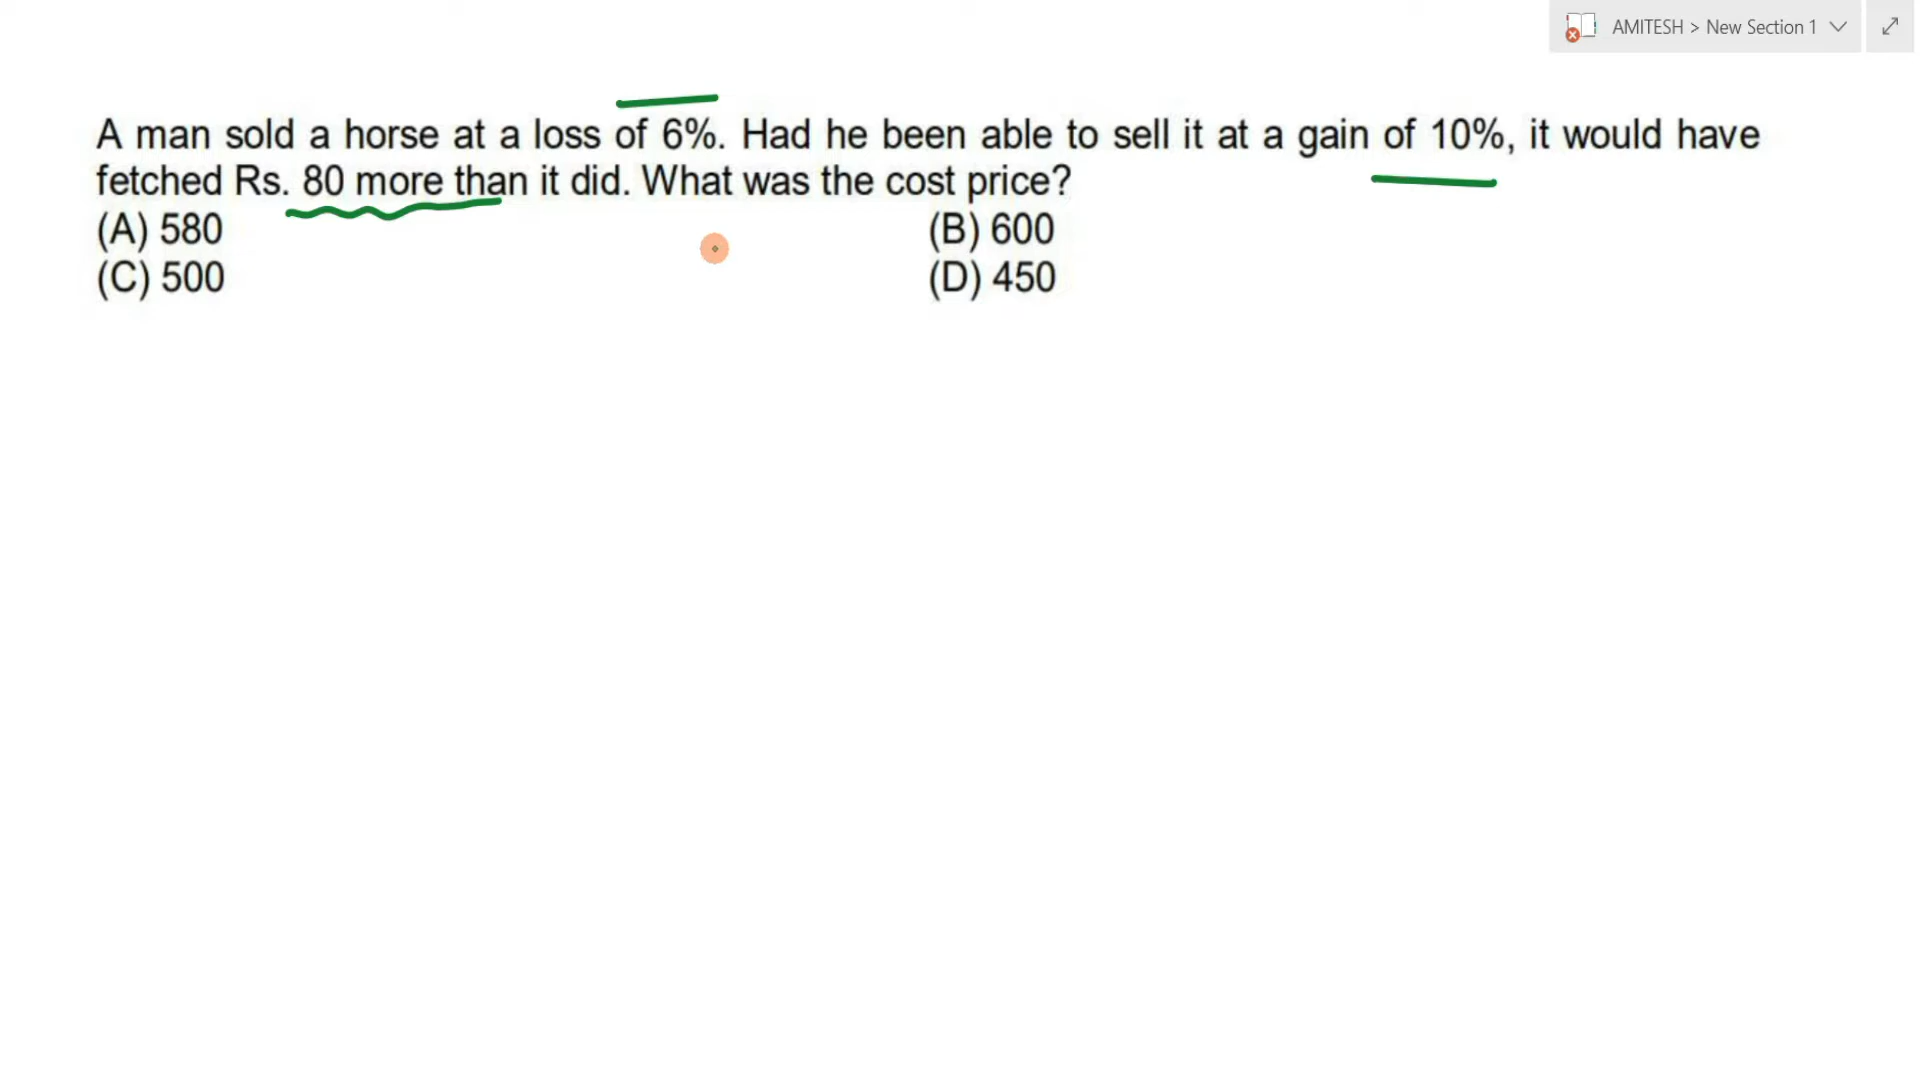 AMITESH > New Section 1
A man sold a horse at a loss of 6%. Had he been able to sell it at a gain of 10%, it would have
fetched Rs. 80 more than it did. What was the cost price?
(A) 580 (B) 600
(C) 500 (D) 450